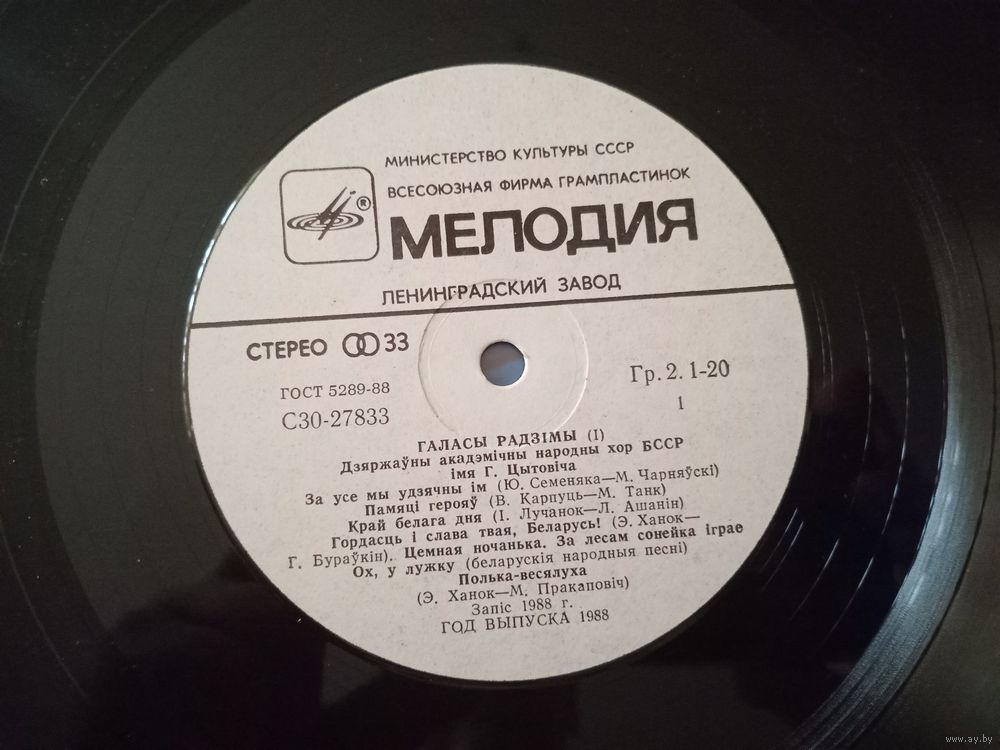 МИНИСТЕРСТВО КУЛЬТУРЫ СССР
ВСЕСОЮЗНАЯ ФИРМА ГРАМПЛАСТИНОК
®
МЕЛОДИЯ
ЛЕНИНГРАДСКИЙ ЗАВОД
СТЕРЕО 33
ГОСТ 5289-88
Гр. 2. 1-20
С30-27833
1
ГАЛАСЫ РАДЗІМЫ (I)
Дзяржаўны акадэмічны народны хор БССР
імя Г. Цытовіча
За усе мы удзячны ім (Ю. Семеняка—М. Чарняўскі)
Памяці герояў (В. Карпуць—М. Танк)
Край белага дня (І. Лучанок—Л. Ашанін)
Гордасць і слава твая, Беларусь! (Э. Ханок—
Г. Бураўкін). Цемная ночанька. За лесам сонейка іграе
Ох, у лужку (беларускія народныя песні)
Полька-весялуха
(Э. Ханок—М. Пракаповіч)
Запіс 1988 г.
ГОД ВЫПУСКА 1988
www.ay.by